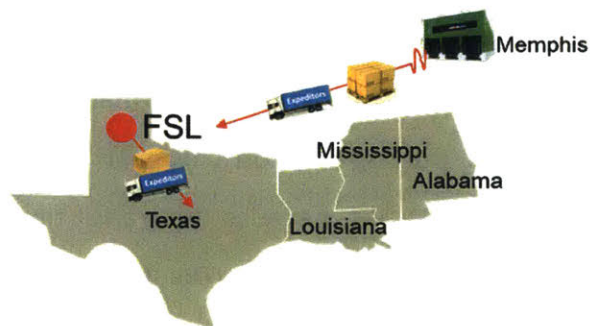 Memphis
Expeditors
FSL
Expeditors
Mississippi
Alabama
Texas
Louisiana